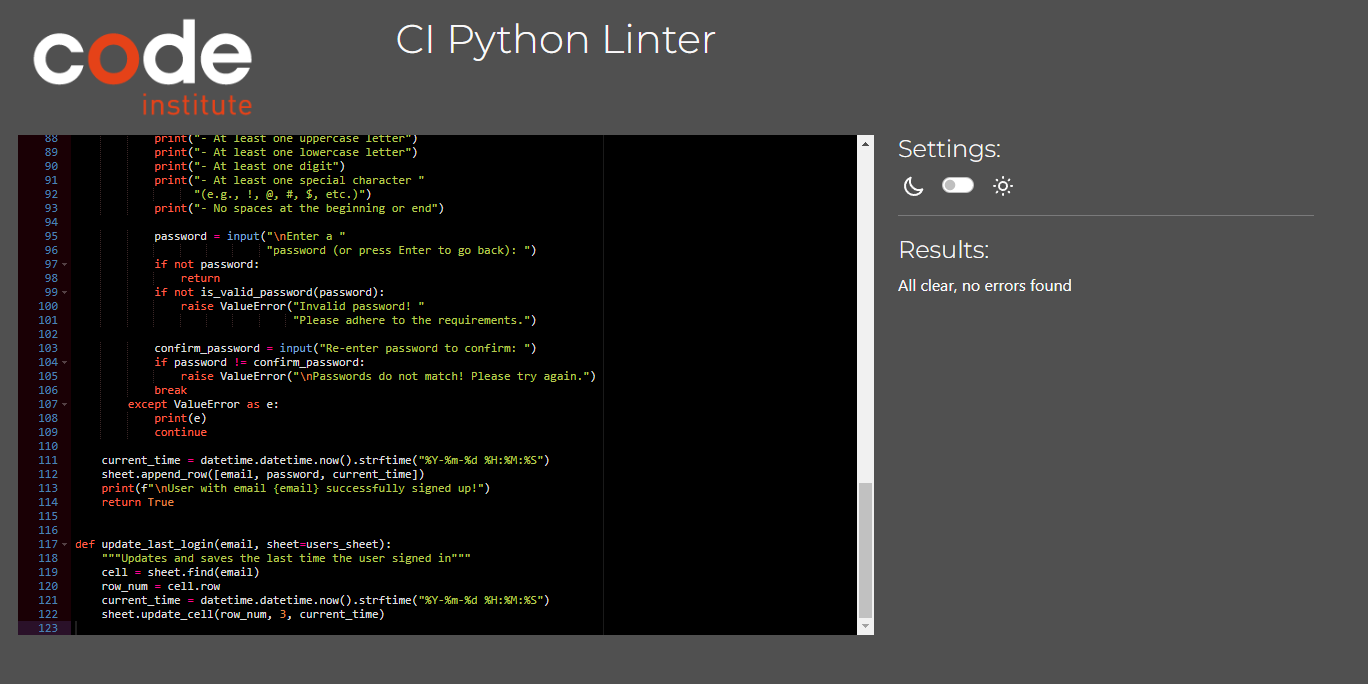 code
institute
CI Python Linter
88 print("- At least one uppercase letter")
89 print("- At least one lowercase letter")
90 print("- At least one digit")
91 print("- At least one special character "
92 "(e.g., !, @, #, $, etc.)")
93 print("- No spaces at the beginning or end")
94
95 password = input("\nEnter a "
96 "password (or press Enter to go back): ")
97 if not password:
98 return
99 if not is_valid_password(password):
100 raise ValueError("Invalid password! "
101 "Please adhere to the requirements.")
102
103 confirm_password = input("Re-enter password to confirm: ")
104 if password != confirm_password:
105 raise ValueError("\nPasswords do not match! Please try again.")
106 break
107 except ValueError as e:
108 print(e)
109 continue
110
111 current_time = datetime.datetime.now().strftime("%Y-%m-%d %H:%M:%S")
112 sheet.append_row([email, password, current_time])
113 print(f"\nUser with email {email} successfully signed up!")
114 return True
115
116
117 def update_last_login(email, sheet=users_sheet):
118 """Updates and saves the last time the user signed in"""
119 cell = sheet.find(email)
120 row_num = cell.row
121 current_time = datetime.datetime.now().strftime("%Y-%m-%d %H:%M:%S")
122 sheet.update_cell(row_num, 3, current_time)
123
Settings:
Results:
All clear, no errors found